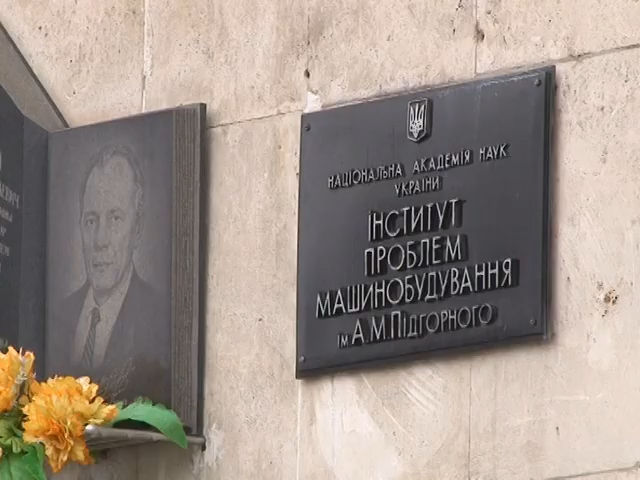 НАЦІОНАЛЬНА АКАДЕМІЯ НАУК
УКРАЇНИ
ІНСТИТУТ
ПРОБЛЕМ
МАШИНОБУДУВАННЯ
ІМ А.М.ПІДГОРНОГО